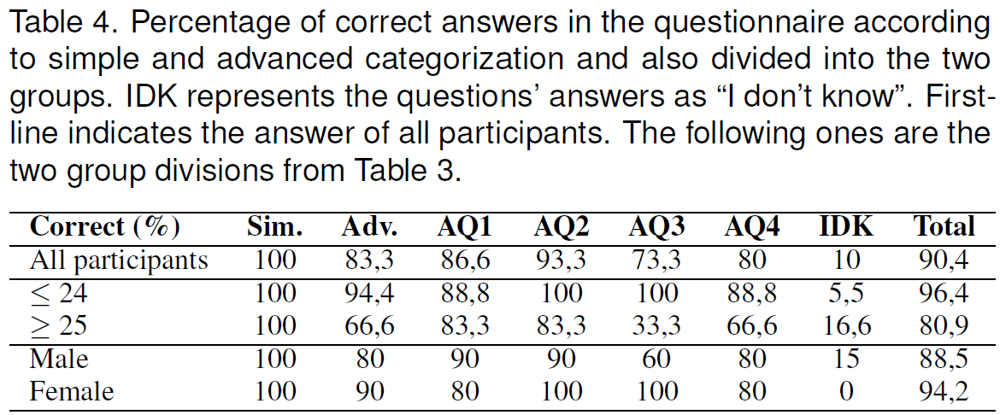 Table 4. Percentage of correct answers in the questionnaire according
to simple and advanced categorization and also divided into the two
groups. IDK represents the questions’ answers as “I don’t know”. First-
line indicates the answer of all participants. The following ones are the
two group divisions from Table 3.
Correct (%) Sim. Adv. AQ1 AQ2 AQ3 AQ4 IDK Total
All participants 100 83,3 86,6 93,3 73,3 80 10 90,4
≤ 24 100 94,4 88,8 100 100 88,8 5,5 96,4
≥ 25 100 66,6 83,3 83,3 33,3 66,6 16,6 80,9
Male 100 80 90 90 60 80 15 88,5
Female 100 90 80 100 100 80 0 94,2